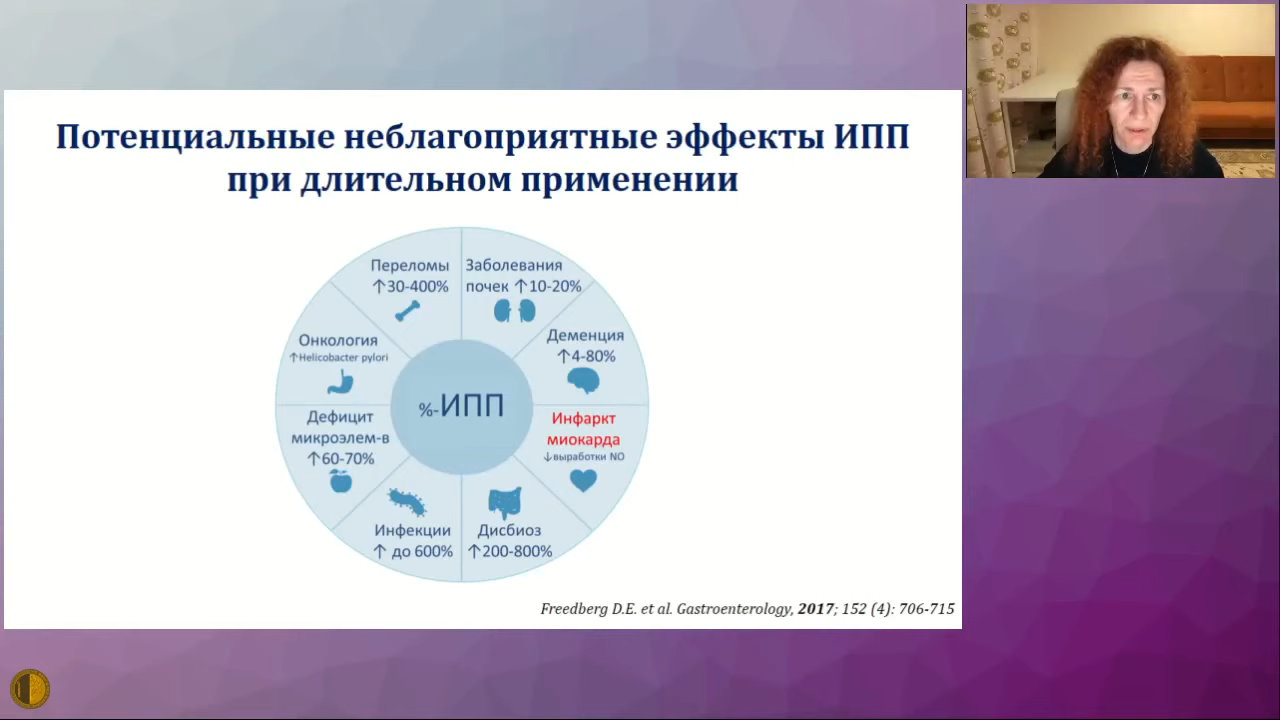 Потенциальные неблагоприятные эффекты ИПП
при длительном применении
Переломы
↑30-400%
Заболевания
почек ↑10-20%
Деменция
↑4-80%
Инфаркт
миокарда
↓выработки NO
Дисбиоз
↑200-800%
Инфекции
↑ до 600%
Дефицит
микроэлем-в
↑60-70%
Онкология
↑Helicobacter pylori
%-ИПП
Freedberg D.E. et al. Gastroenterology, 2017; 152 (4): 706-715